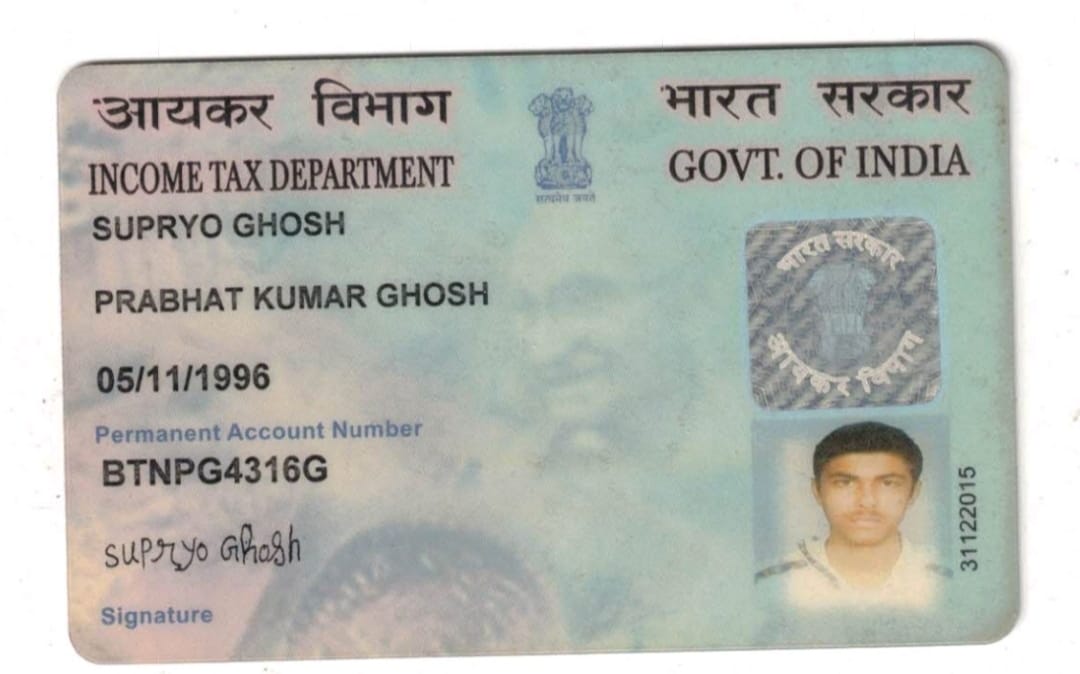 आयकर विभाग
INCOME TAX DEPARTMENT
भारत सरकार
GOVT. OF INDIA
सत्यमेव जयते
SUPRYO GHOSH
PRABHAT KUMAR GHOSH
05/11/1996
Permanent Account Number
BTNPG4316G
supryo Ghosh
Signature
भारत सरकार
आयकर विभाग
31122015